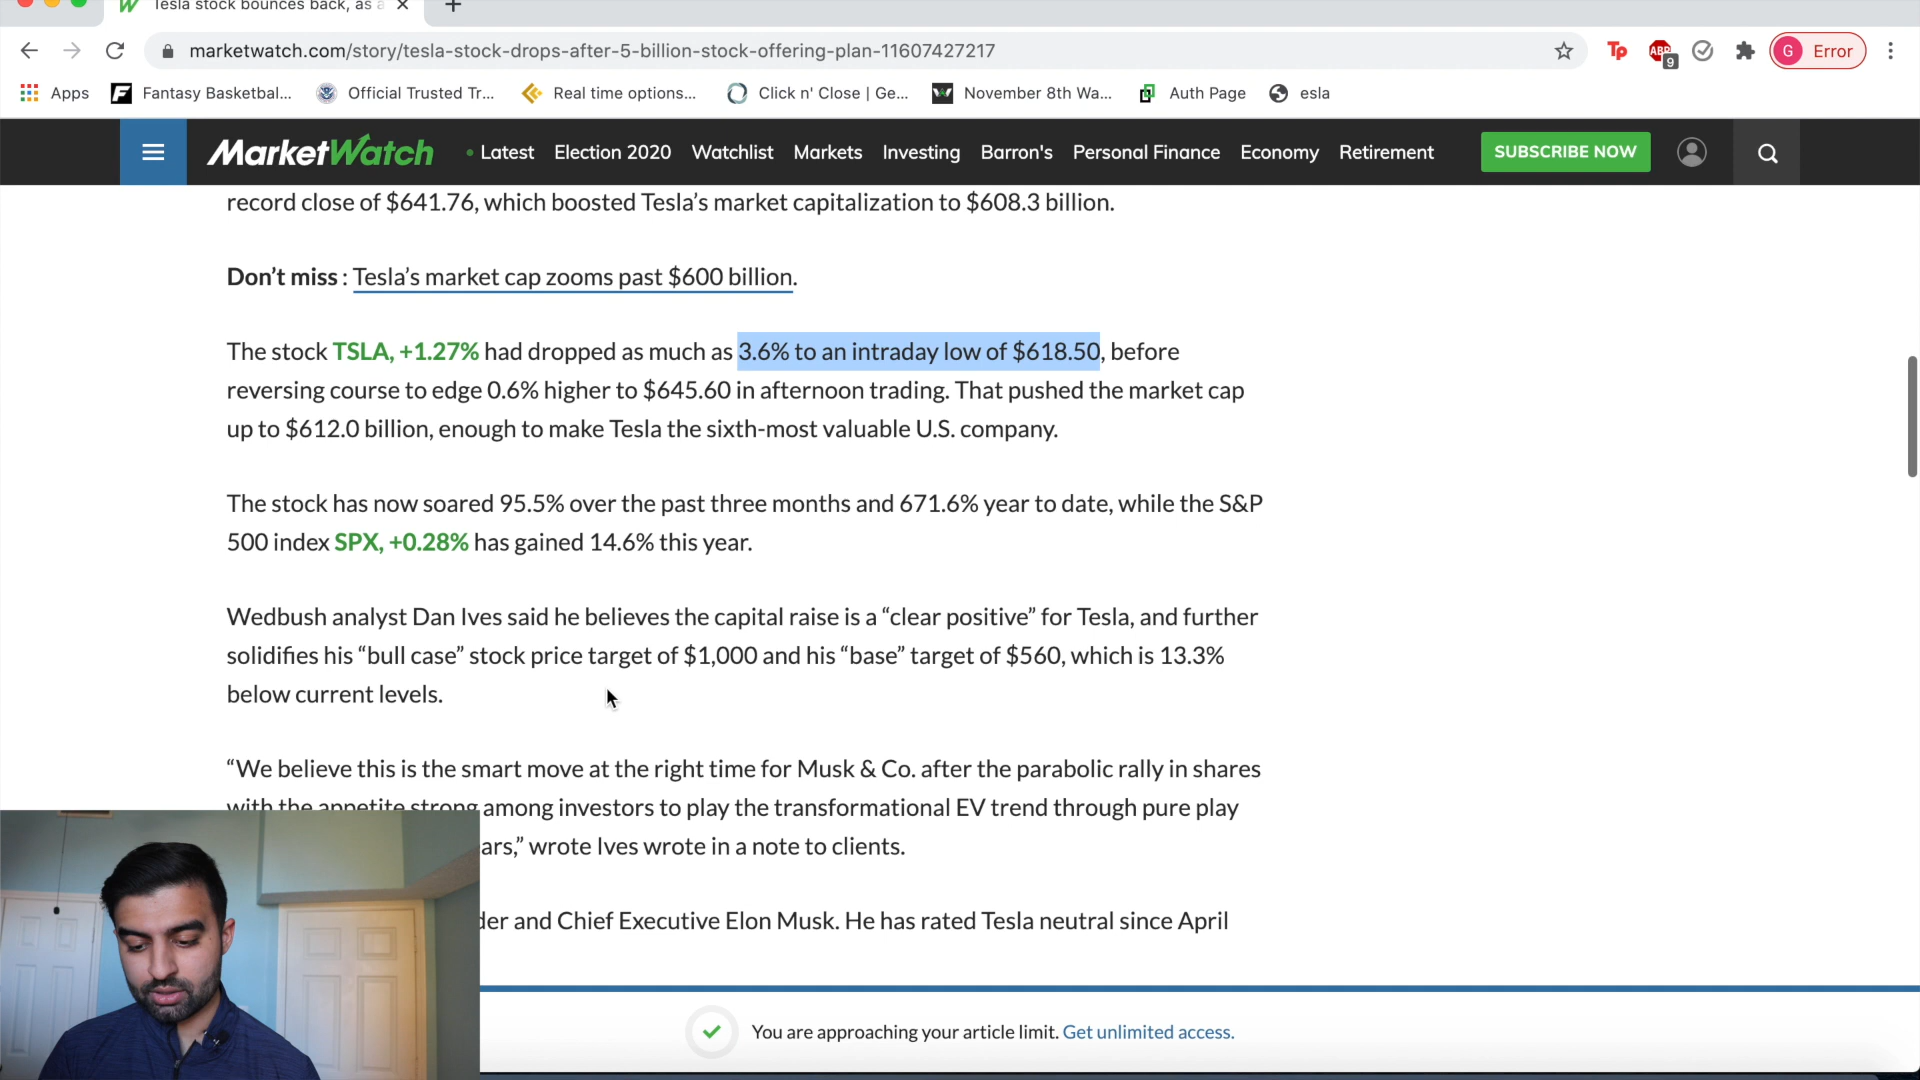 Tesla stock bounces back, as a
marketwatch.com/story/tesla-stock-drops-after-5-billion-stock-offering-plan-11607427217
Tp
ABP
9
G Error
Apps
Fantasy Basketbal...
Official Trusted Tr...
Real time options...
Click n' Close | Ge...
November 8th Wa...
Auth Page
esla
MarketWatch
Latest Election 2020 Watchlist Markets Investing Barron's Personal Finance Economy Retirement
SUBSCRIBE NOW
record close of $641.76, which boosted Tesla’s market capitalization to $608.3 billion.
Don’t miss : Tesla’s market cap zooms past $600 billion.
The stock TSLA, +1.27% had dropped as much as 3.6% to an intraday low of $618.50, before
reversing course to edge 0.6% higher to $645.60 in afternoon trading. That pushed the market cap
up to $612.0 billion, enough to make Tesla the sixth-most valuable U.S. company.
The stock has now soared 95.5% over the past three months and 671.6% year to date, while the S&P
500 index SPX, +0.28% has gained 14.6% this year.
Wedbush analyst Dan Ives said he believes the capital raise is a “clear positive” for Tesla, and further
solidifies his “bull case” stock price target of $1,000 and his “base” target of $560, which is 13.3%
below current levels.
“We believe this is the smart move at the right time for Musk & Co. after the parabolic rally in shares
with the appetite strong among investors to play the transformational EV trend through pure play
ars,” wrote Ives wrote in a note to clients.
der and Chief Executive Elon Musk. He has rated Tesla neutral since April
You are approaching your article limit. Get unlimited access.